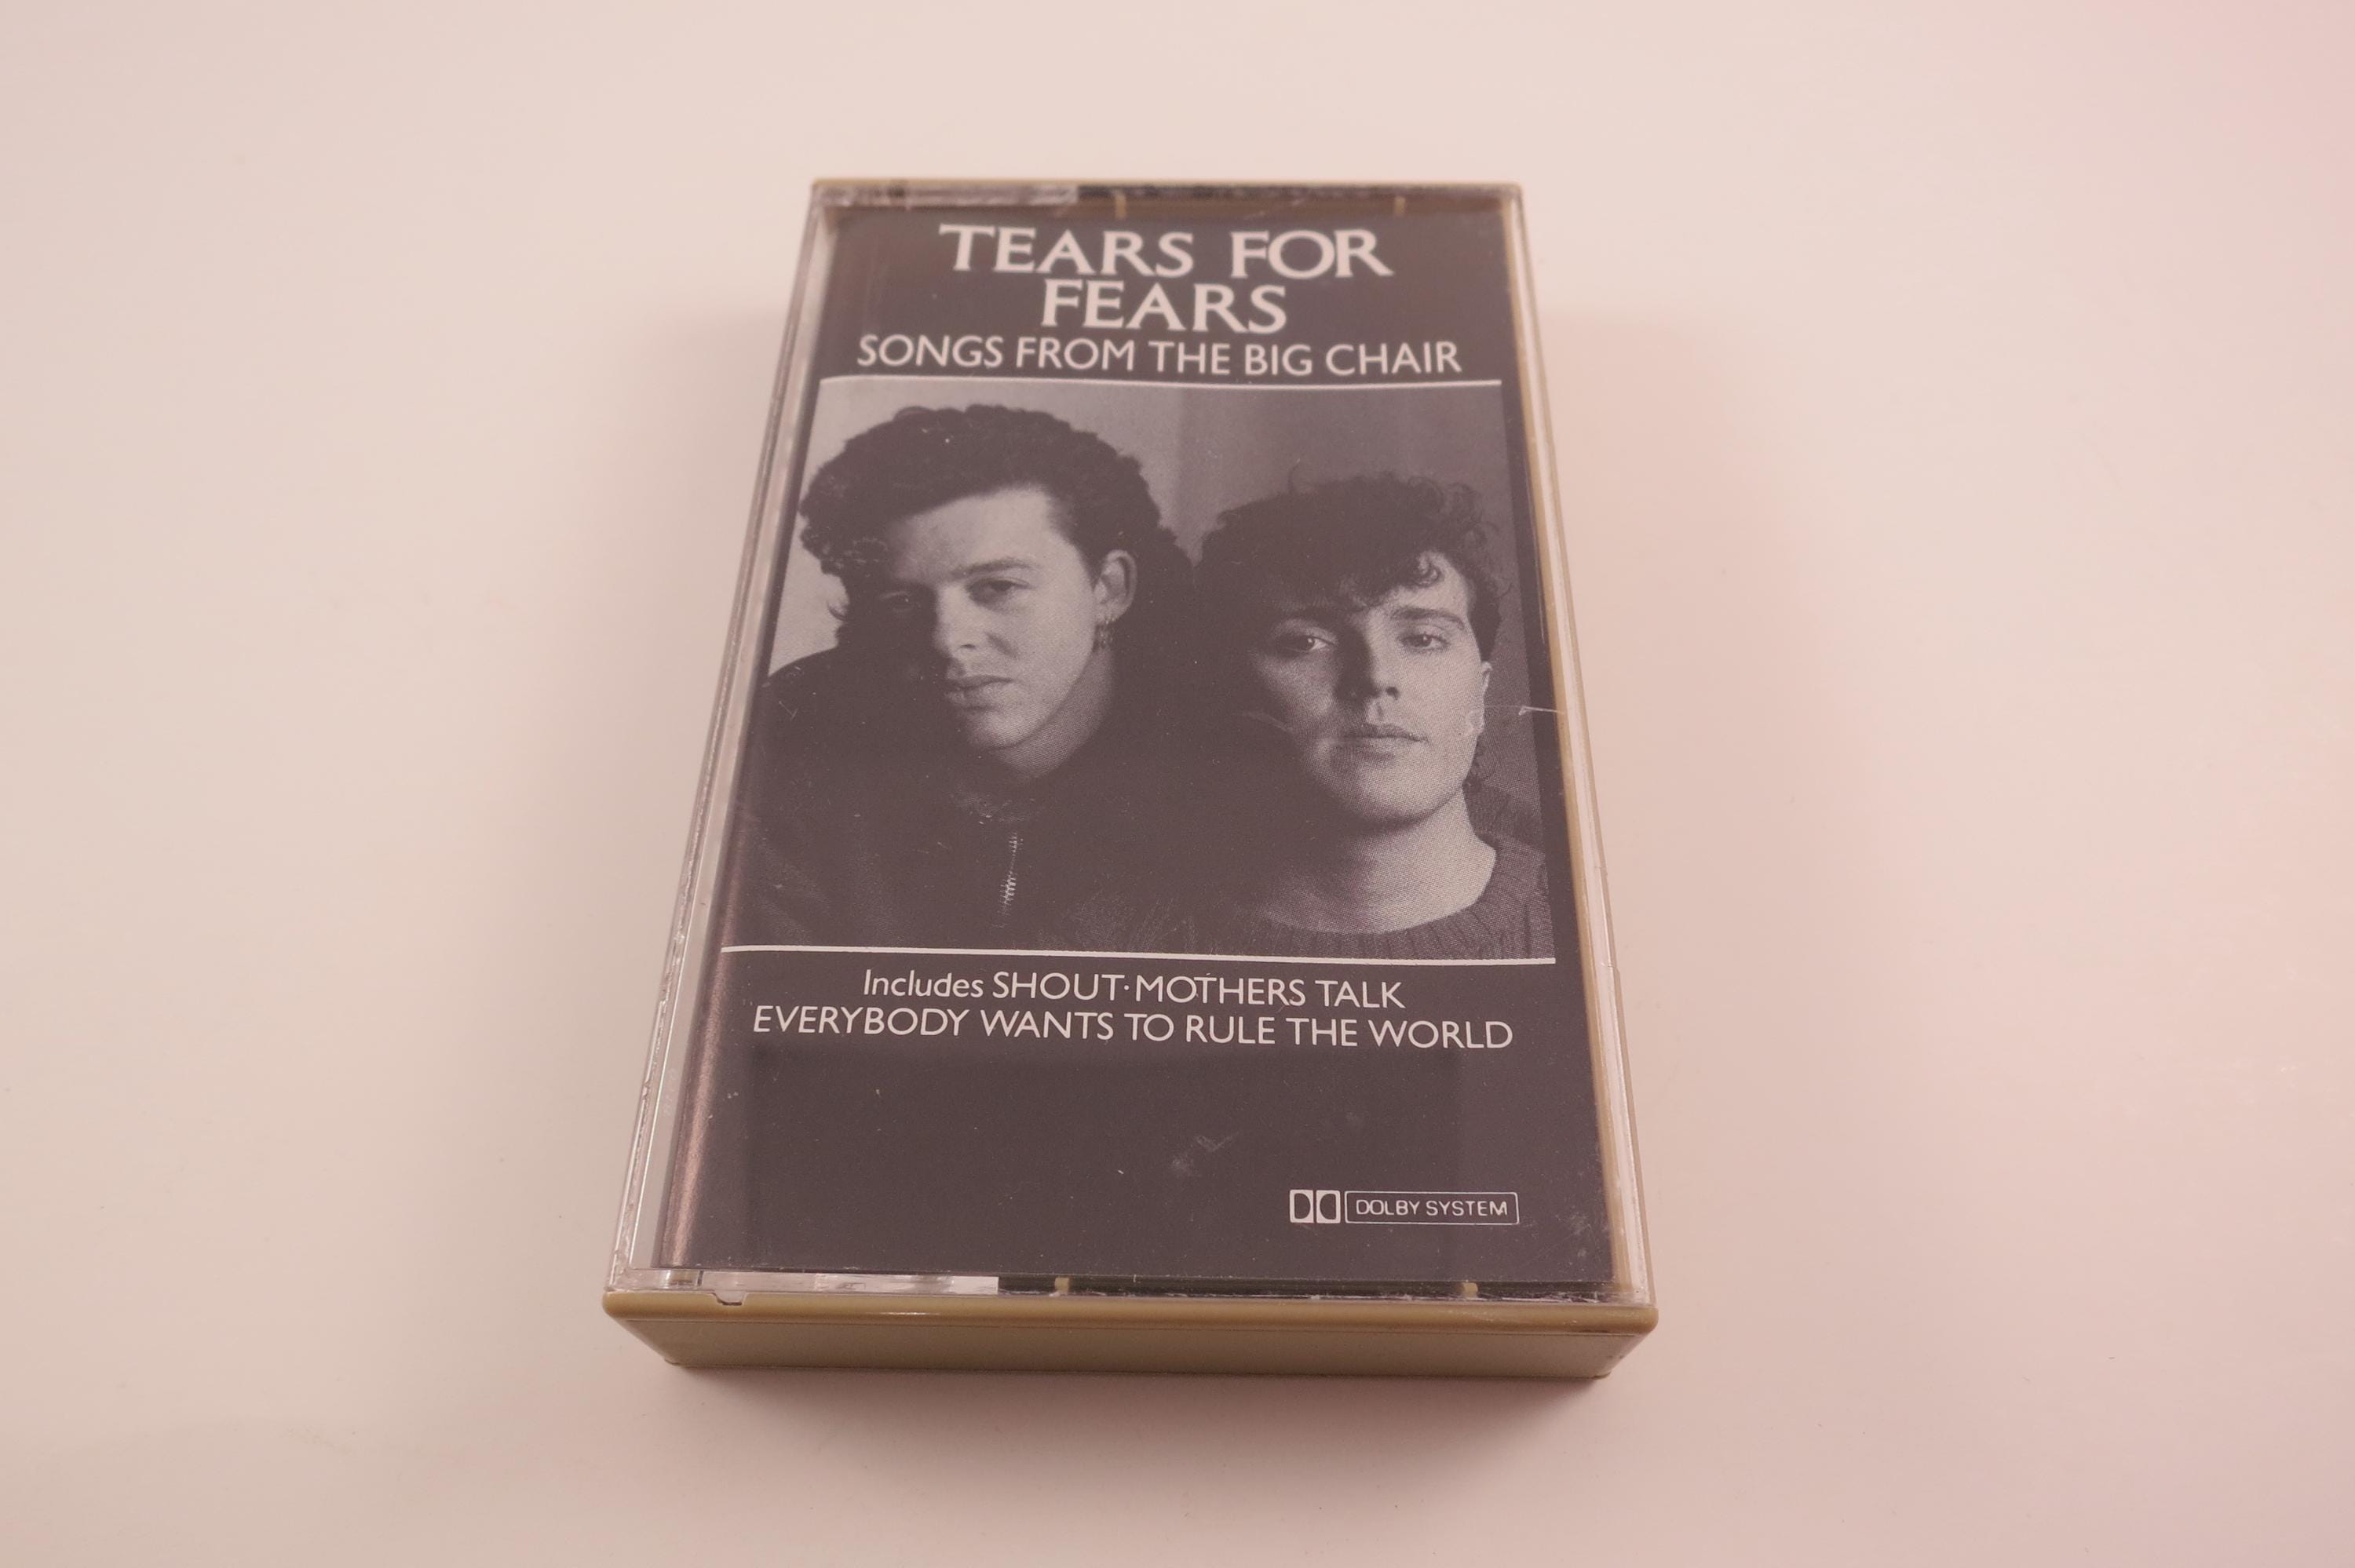 TEARS FOR
FEARS
SONGS FROM THE BIG CHAIR
Includes SHOUT·MOTHERS TALK
EVERYBODY WANTS TO RULE THE WORLD
DOLBY SYSTEM